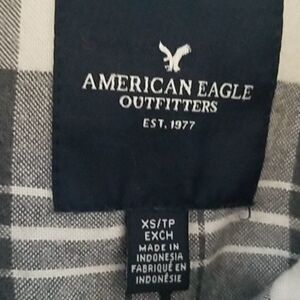 AMERICAN EAGLE
OUTFITTERS
EST. 1977
XS/TP
EXCH
MADE IN
INDONESIA
FABRIQUÉ EN
INDONÉSIE